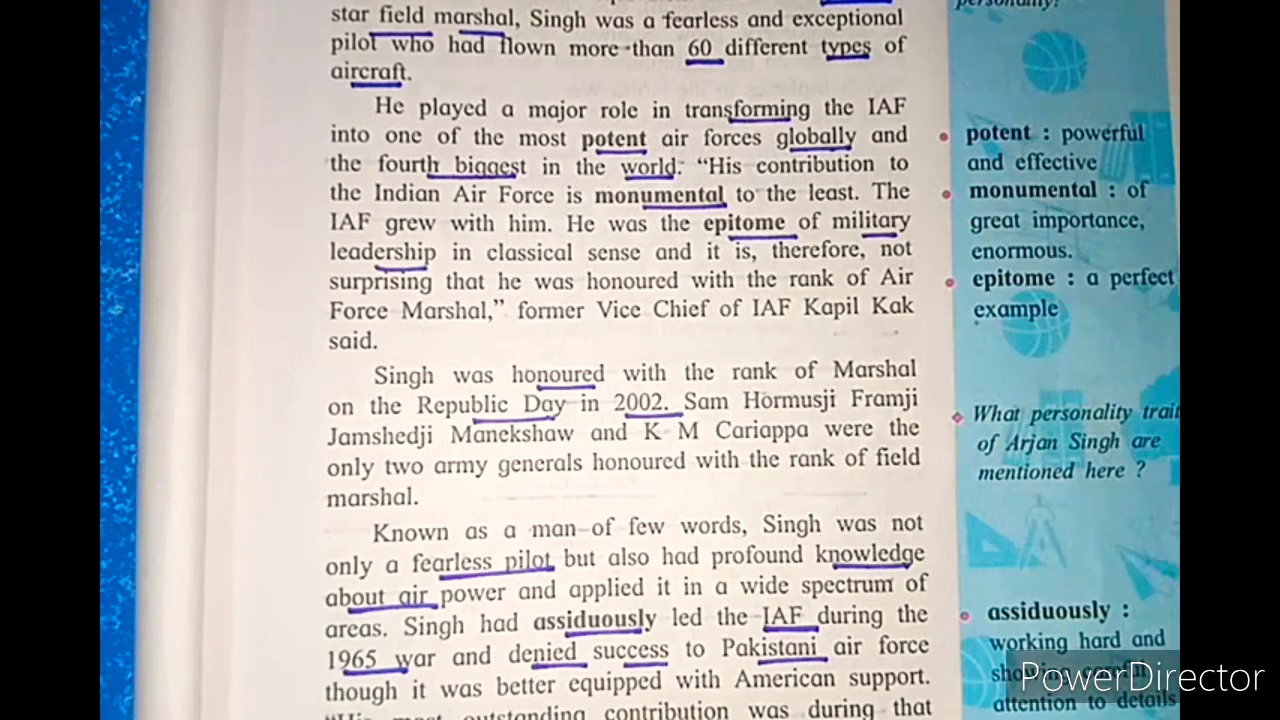 star field marshal, Singh was a fearless and exceptional
pilot who had flown more than 60 different types of
aircraft.
He played a major role in transforming the IAF
into one of the most potent air forces globally and
the fourth biggest in the world. “His contribution to
the Indian Air Force is monumental to the least. The
IAF grew with him. He was the epitome of military
leadership in classical sense and it is, therefore, not
surprising that he was honoured with the rank of Air
Force Marshal,” former Vice Chief of IAF Kapil Kak
said.
Singh was honoured with the rank of Marshal
on the Republic Day in 2002. Sam Hormusji Framji
Jamshedji Manekshaw and K M Cariappa were the
only two army generals honoured with the rank of field
marshal.
Known as a man of few words, Singh was not
only a fearless pilot but also had profound knowledge
about air power and applied it in a wide spectrum of
areas. Singh had assiduously led the IAF during the
1965 war and denied success to Pakistani air force
though it was better equipped with American support.
outstanding contribution was during that
personality?
potent : powerful
and effective
monumental : of
great importance,
enormous.
epitome : a perfect
example
What personality trait
of Arjan Singh are
mentioned here ?
assiduously :
working hard and
attention to details
PowerDirector